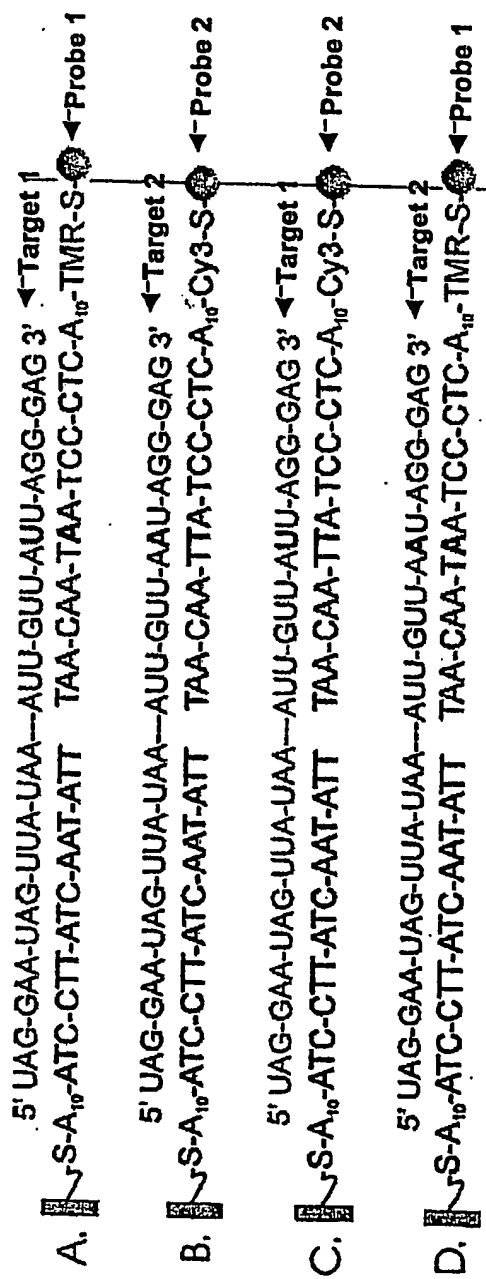 5' UAG-GAA-UAG-UUA-UAA---AUU-GUU-AUU-AGG-GAG 3' Target 1
A. S-A10-ATC-CTT-ATC-AAT-ATT TAA-CAA-TAA-TCC-CTC-A10-TMR-S- Probe 1
5' UAG-GAA-UAG-UUA-UAA---AUU-GUU-AAU-AGG-GAG 3' Target 2
B. S-A10-ATC-CTT-ATC-AAT-ATT TAA-CAA-TTA-TCC-CTC-A10-Cy3-S- Probe 2
5' UAG-GAA-UAG-UUA-UAA---AUU-GUU-AUU-AGG-GAG 3' Target 1
C. S-A10-ATC-CTT-ATC-AAT-ATT TAA-CAA-TTA-TCC-CTC-A10-Cy3-S- Probe 2
5' UAG-GAA-UAG-UUA-UAA---AUU-GUU-AAU-AGG-GAG 3' Target 2
D. S-A10-ATC-CTT-ATC-AAT-ATT TAA-CAA-TAA-TCC-CTC-A10-TMR-S- Probe 1